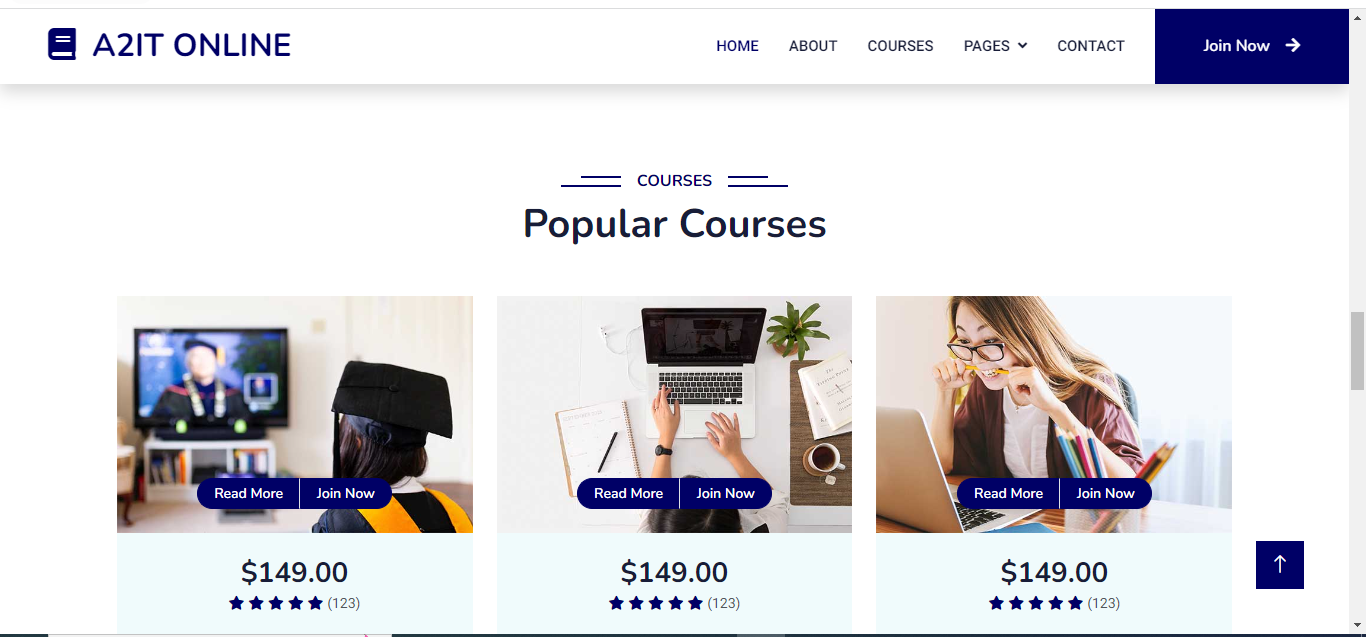 A2IT ONLINE
HOME ABOUT COURSES PAGES CONTACT Join Now
COURSES
Popular Courses
Read More Join Now
Read More Join Now
Read More Join Now
$149.00
(123)
$149.00
(123)
$149.00
(123)